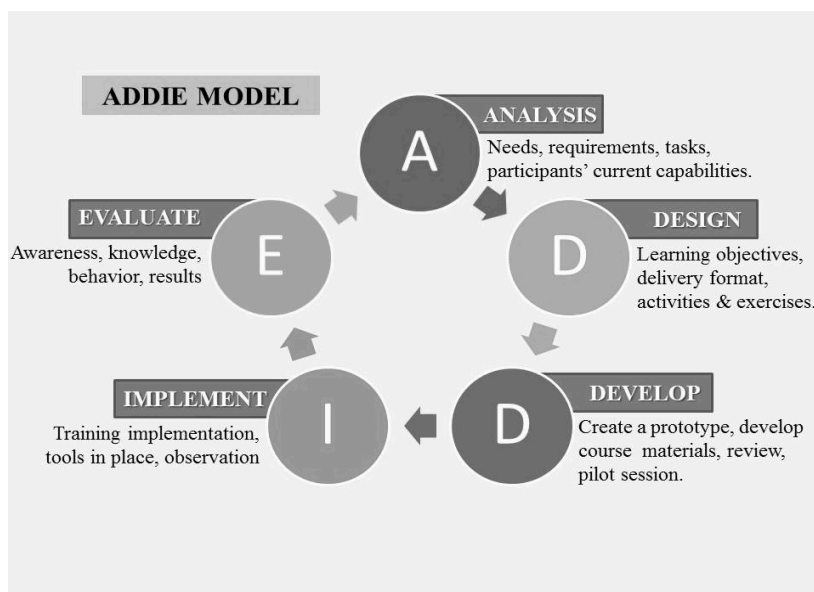 ADDIE MODEL
A
ANALYSIS
Needs, requirements, tasks,
participants’ current capabilities.
D
DESIGN
Learning objectives,
delivery format,
activities & exercises.
D
DEVELOP
Create a prototype, develop
course materials, review,
pilot session.
I
IMPLEMENT
Training implementation,
tools in place, observation
E
EVALUATE
Awareness, knowledge,
behavior, results